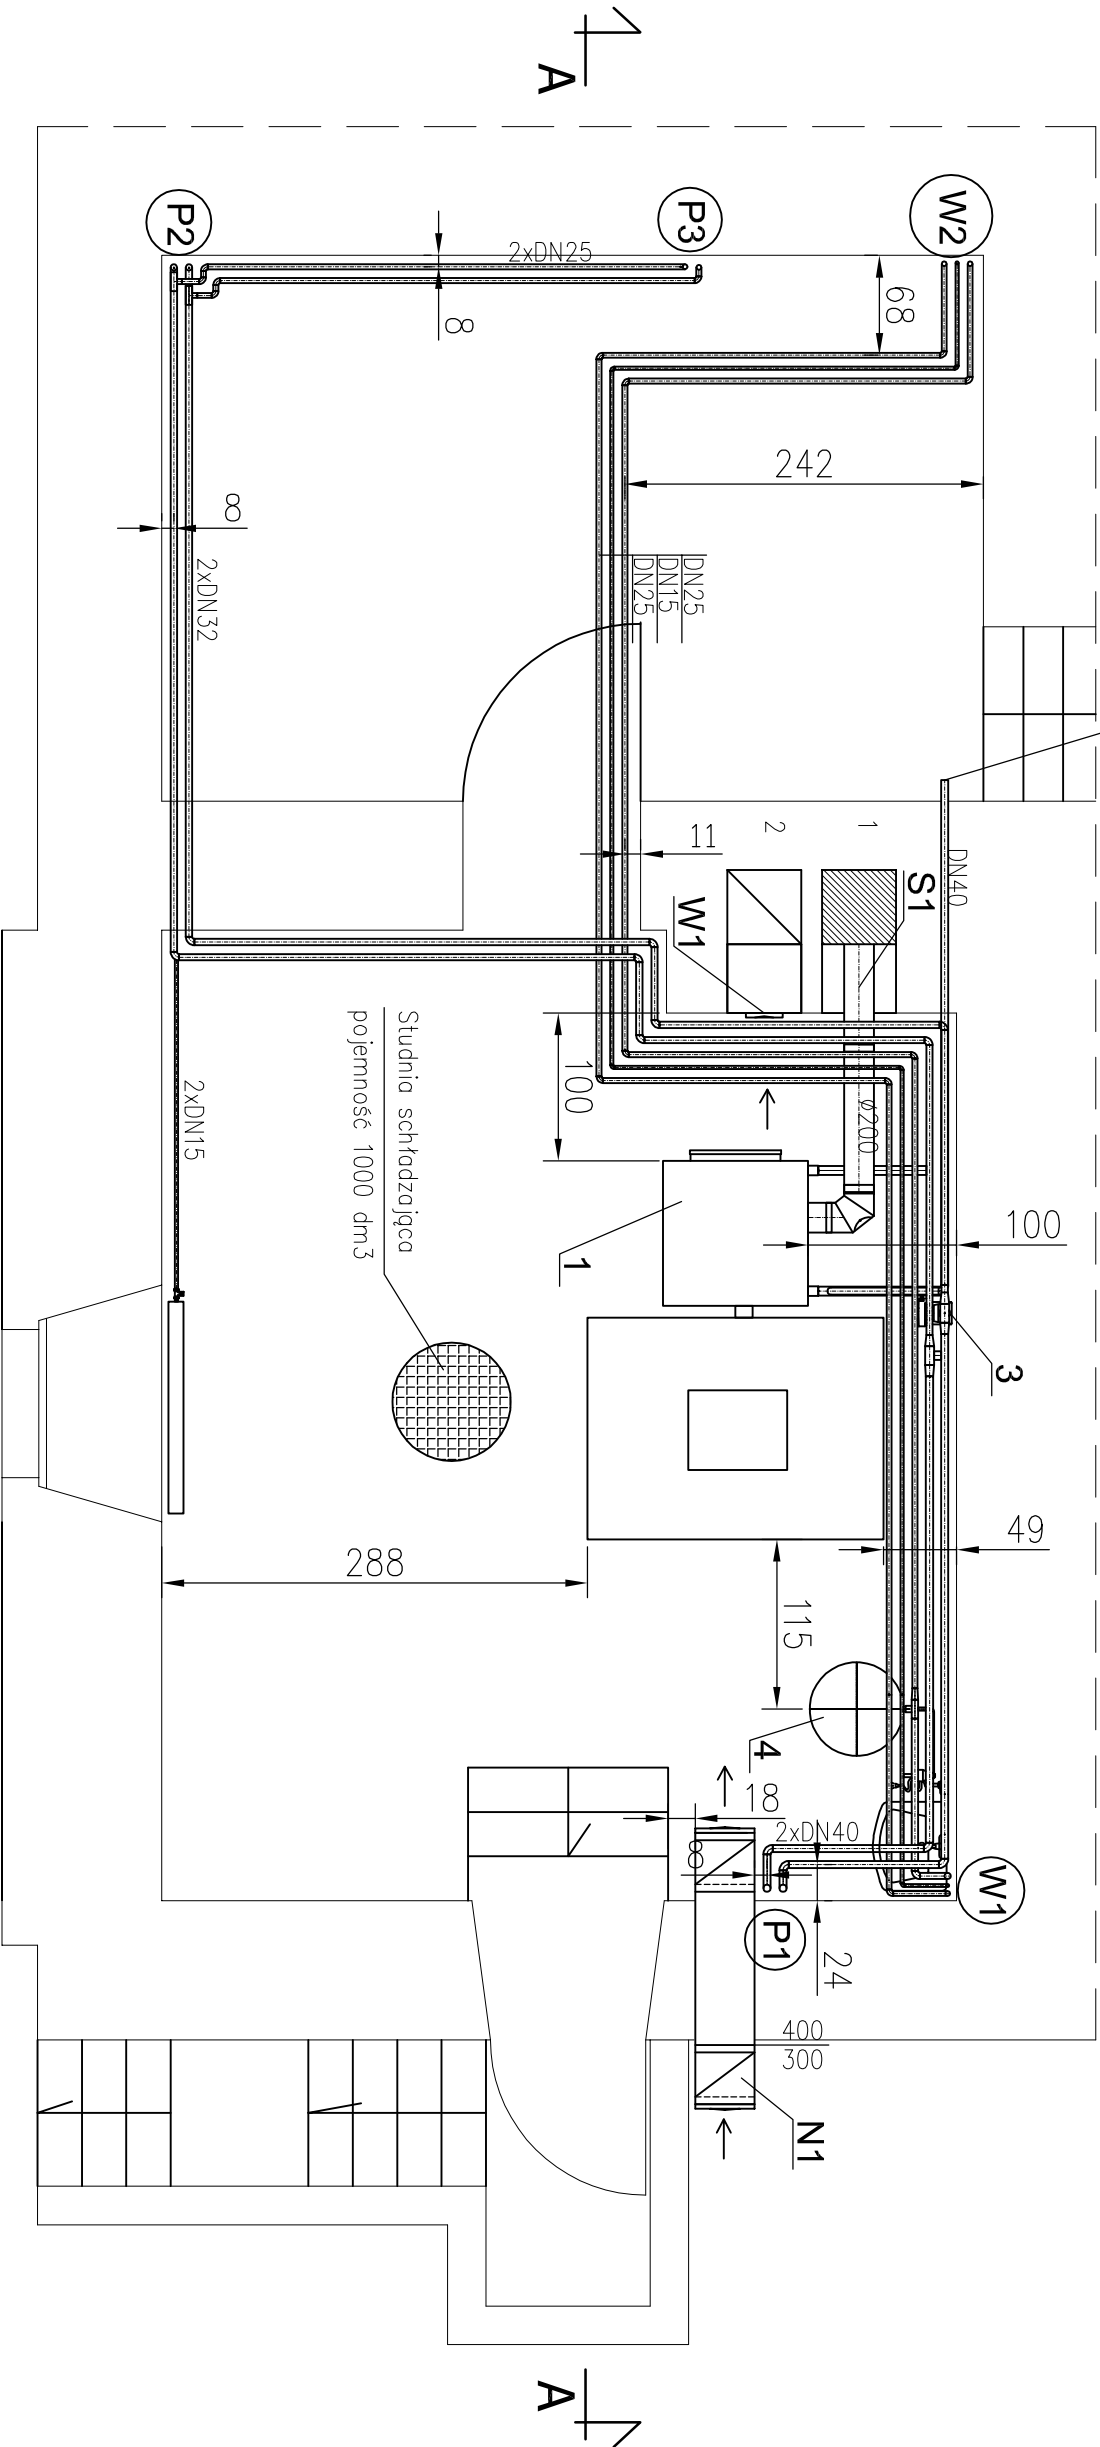 A
P2
P3
W2
2xDN25
8
68
242
8
2xDN32
DN25
DN15
DN25
11
2
1
DN40
S1
W1
Studnia schładzająca
pojemność 1000 dm3
2xDN15
100
ø200
1
100
3
49
288
115
4
18
2xDN40
8
W1
P1
24
400
300
N1
A